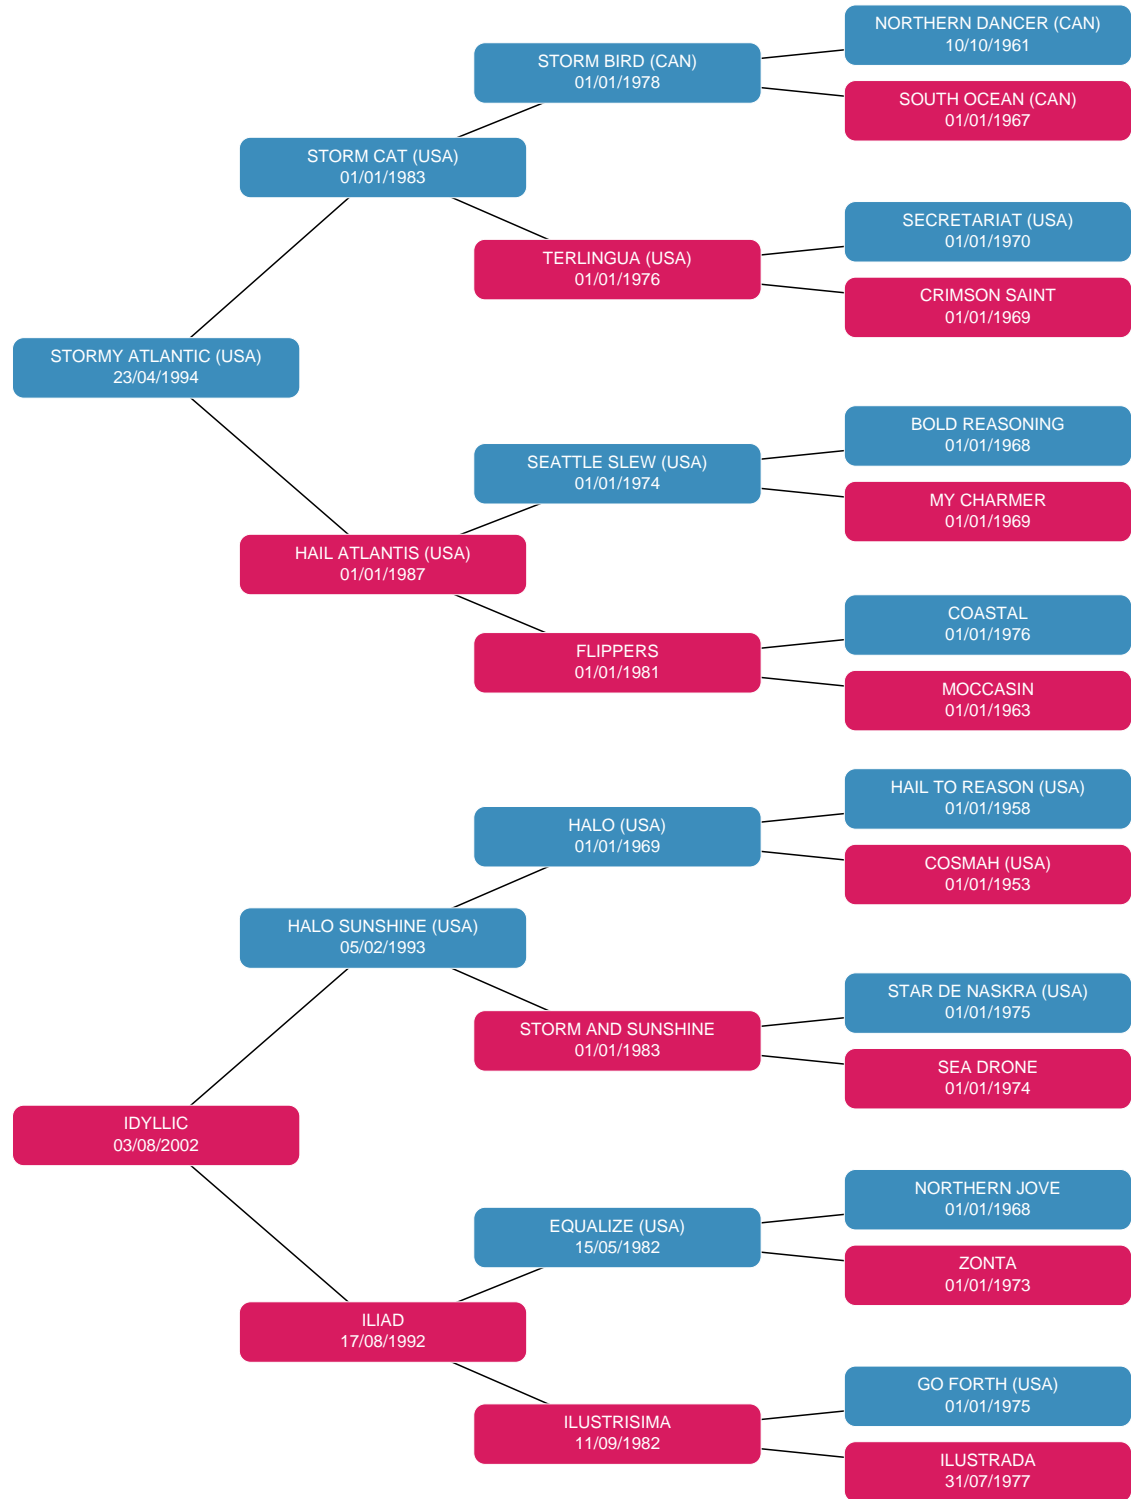 NORTHERN DANCER (CAN)
10/10/1961
STORM BIRD (CAN)
01/01/1978
SOUTH OCEAN (CAN)
01/01/1967
STORM CAT (USA)
01/01/1983
SECRETARIAT (USA)
01/01/1970
TERLINGUA (USA)
01/01/1976
CRIMSON SAINT
01/01/1969
STORMY ATLANTIC (USA)
23/04/1994
BOLD REASONING
01/01/1968
SEATTLE SLEW (USA)
01/01/1974
MY CHARMER
01/01/1969
HAIL ATLANTIS (USA)
01/01/1987
COASTAL
01/01/1976
FLIPPERS
01/01/1981
MOCCASIN
01/01/1963
HAIL TO REASON (USA)
01/01/1958
HALO (USA)
01/01/1969
COSMAH (USA)
01/01/1953
HALO SUNSHINE (USA)
05/02/1993
STAR DE NASKRA (USA)
01/01/1975
STORM AND SUNSHINE
01/01/1983
SEA DRONE
01/01/1974
IDYLLIC
03/08/2002
NORTHERN JOVE
01/01/1968
EQUALIZE (USA)
15/05/1982
ZONTA
01/01/1973
ILIAD
17/08/1992
GO FORTH (USA)
01/01/1975
ILUSTRISIMA
11/09/1982
ILUSTRADA
31/07/1977